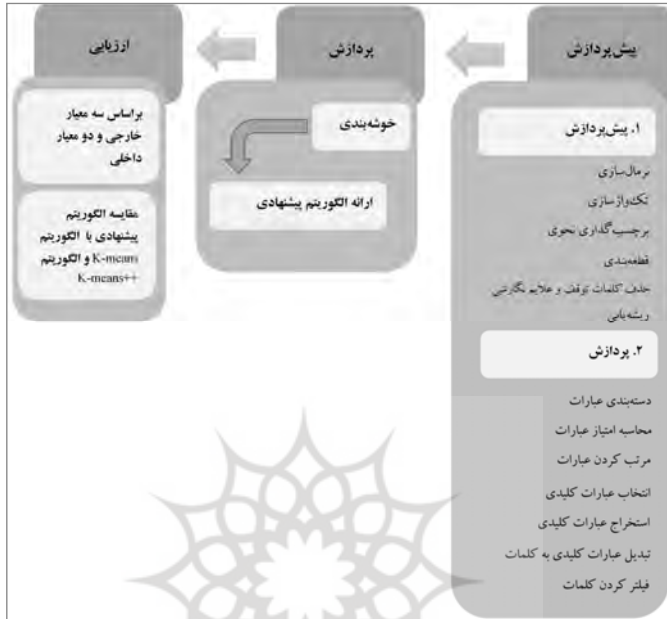 پیش‌پردازش
۱. پیش‌پردازش
نرمال‌سازی
تک‌واژ سازی
برچسب گذاری نحوی
قطعه‌بندی
حذف کلمات توقف و علایم نگارشی
ریشه‌یابی
۲. پردازش
دسته‌بندی عبارات
محاسبه امتیاز عبارات
مرتب کردن عبارات
انتخاب عبارات کلیدی
استخراج عبارات کلیدی
تبدیل عبارات کلیدی به کلمات
فیلتر کردن کلمات
پردازش
خوشه‌بندی
ارائه الگوریتم پیشنهادی
ارزیابی
براساس سه معیار
خارجی و دو معیار
داخلی
مقایسه الگوریتم
پیشنهادی با الگوریتم
K-means و الگوریتم
K-means++